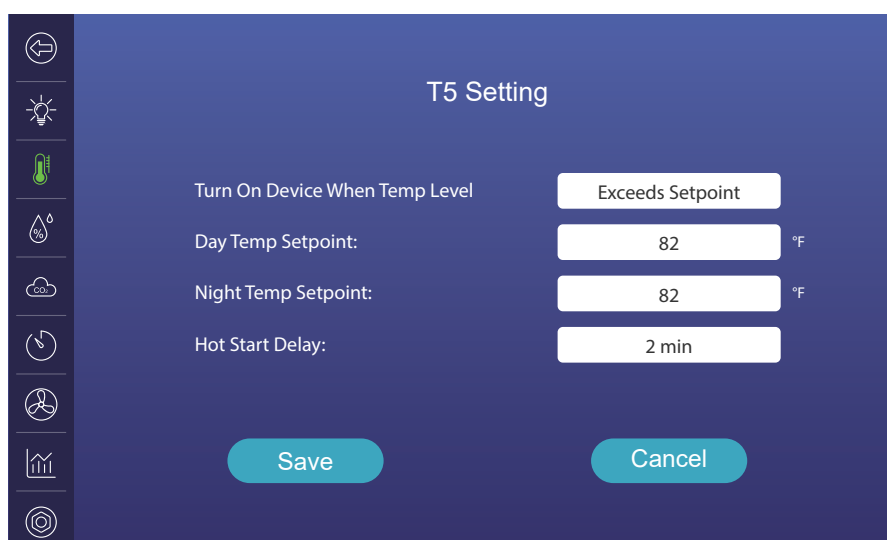 T5 Setting
Turn On Device When Temp Level Exceeds Setpoint
Day Temp Setpoint: 82 °F
%
Night Temp Setpoint: 82 °F
CO₂
Hot Start Delay: 2 min
Save Cancel